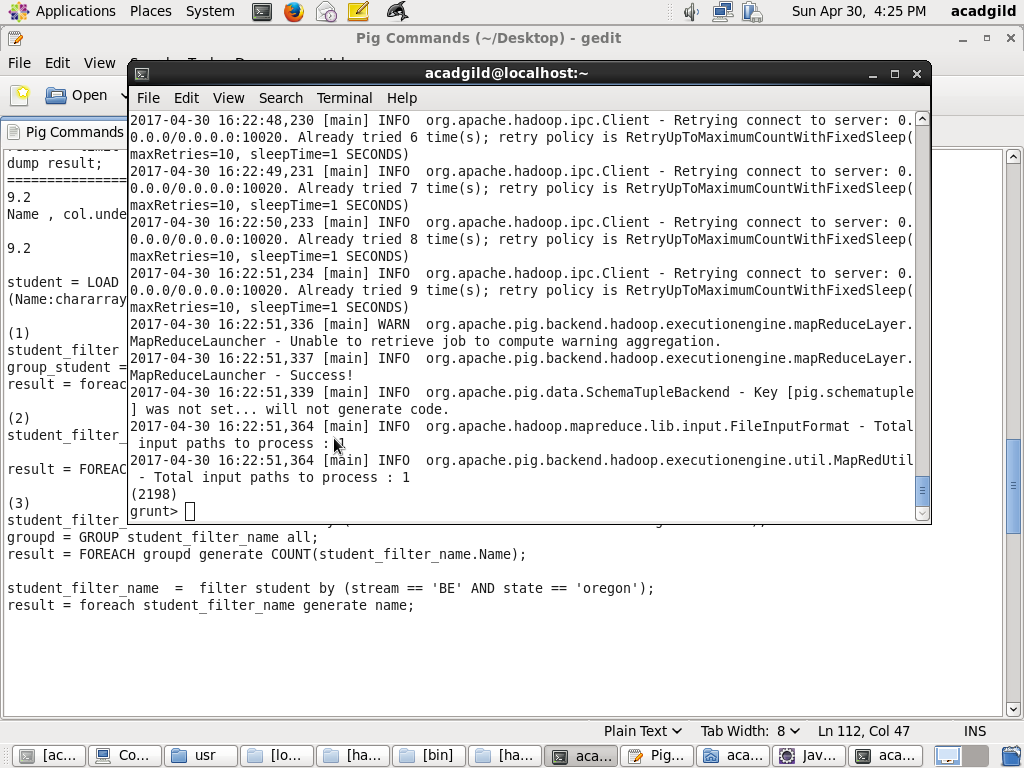 Applications Places System Sun Apr 30, 4:25 PM acadgild
Pig Commands (~/Desktop) - gedit
File Edit View
acadgild@localhost:~
Open
File Edit View Search Terminal Help
Pig Commands
2017-04-30 16:22:48,230 [main] INFO  org.apache.hadoop.ipc.Client - Retrying connect to server: 0.
0.0.0/0.0.0.0:10020. Already tried 6 time(s); retry policy is RetryUpToMaximumCountWithFixedSleep(
maxRetries=10, sleepTime=1 SECONDS)
2017-04-30 16:22:49,231 [main] INFO  org.apache.hadoop.ipc.Client - Retrying connect to server: 0.
0.0.0/0.0.0.0:10020. Already tried 7 time(s); retry policy is RetryUpToMaximumCountWithFixedSleep(
maxRetries=10, sleepTime=1 SECONDS)
2017-04-30 16:22:50,233 [main] INFO  org.apache.hadoop.ipc.Client - Retrying connect to server: 0.
0.0.0/0.0.0.0:10020. Already tried 8 time(s); retry policy is RetryUpToMaximumCountWithFixedSleep(
maxRetries=10, sleepTime=1 SECONDS)
2017-04-30 16:22:51,234 [main] INFO  org.apache.hadoop.ipc.Client - Retrying connect to server: 0.
0.0.0/0.0.0.0:10020. Already tried 9 time(s); retry policy is RetryUpToMaximumCountWithFixedSleep(
maxRetries=10, sleepTime=1 SECONDS)
2017-04-30 16:22:51,336 [main] WARN  org.apache.pig.backend.hadoop.executionengine.mapReduceLayer.
MapReduceLauncher - Unable to retrieve job to compute warning aggregation.
2017-04-30 16:22:51,337 [main] INFO  org.apache.pig.backend.hadoop.executionengine.mapReduceLayer.
MapReduceLauncher - Success!
2017-04-30 16:22:51,339 [main] INFO  org.apache.pig.data.SchemaTupleBackend - Key [pig.schematuple
] was not set... will not generate code.
2017-04-30 16:22:51,364 [main] INFO  org.apache.hadoop.mapreduce.lib.input.FileInputFormat - Total
 input paths to process : 1
2017-04-30 16:22:51,364 [main] INFO  org.apache.pig.backend.hadoop.executionengine.util.MapRedUtil
 - Total input paths to process : 1
(2198)
grunt>
dump result;
===============
9.2
Name , col.unde
9.2
student = LOAD
(Name:chararray
(1)
student_filter
group_student =
result = foreac
(2)
student_filter_
result = FOREAC
(3)
student_filter_
groupd = GROUP student_filter_name all;
result = FOREACH groupd generate COUNT(student_filter_name.Name);
student_filter_name  =  filter student by (stream == 'BE' AND state == 'oregon');
result = foreach student_filter_name generate name;
Plain Text Tab Width: 8 Ln 112, Col 47 INS
[ac... Co... usr [lo... [ha... [bin] [ha... aca... Pig... aca... Jav... aca...